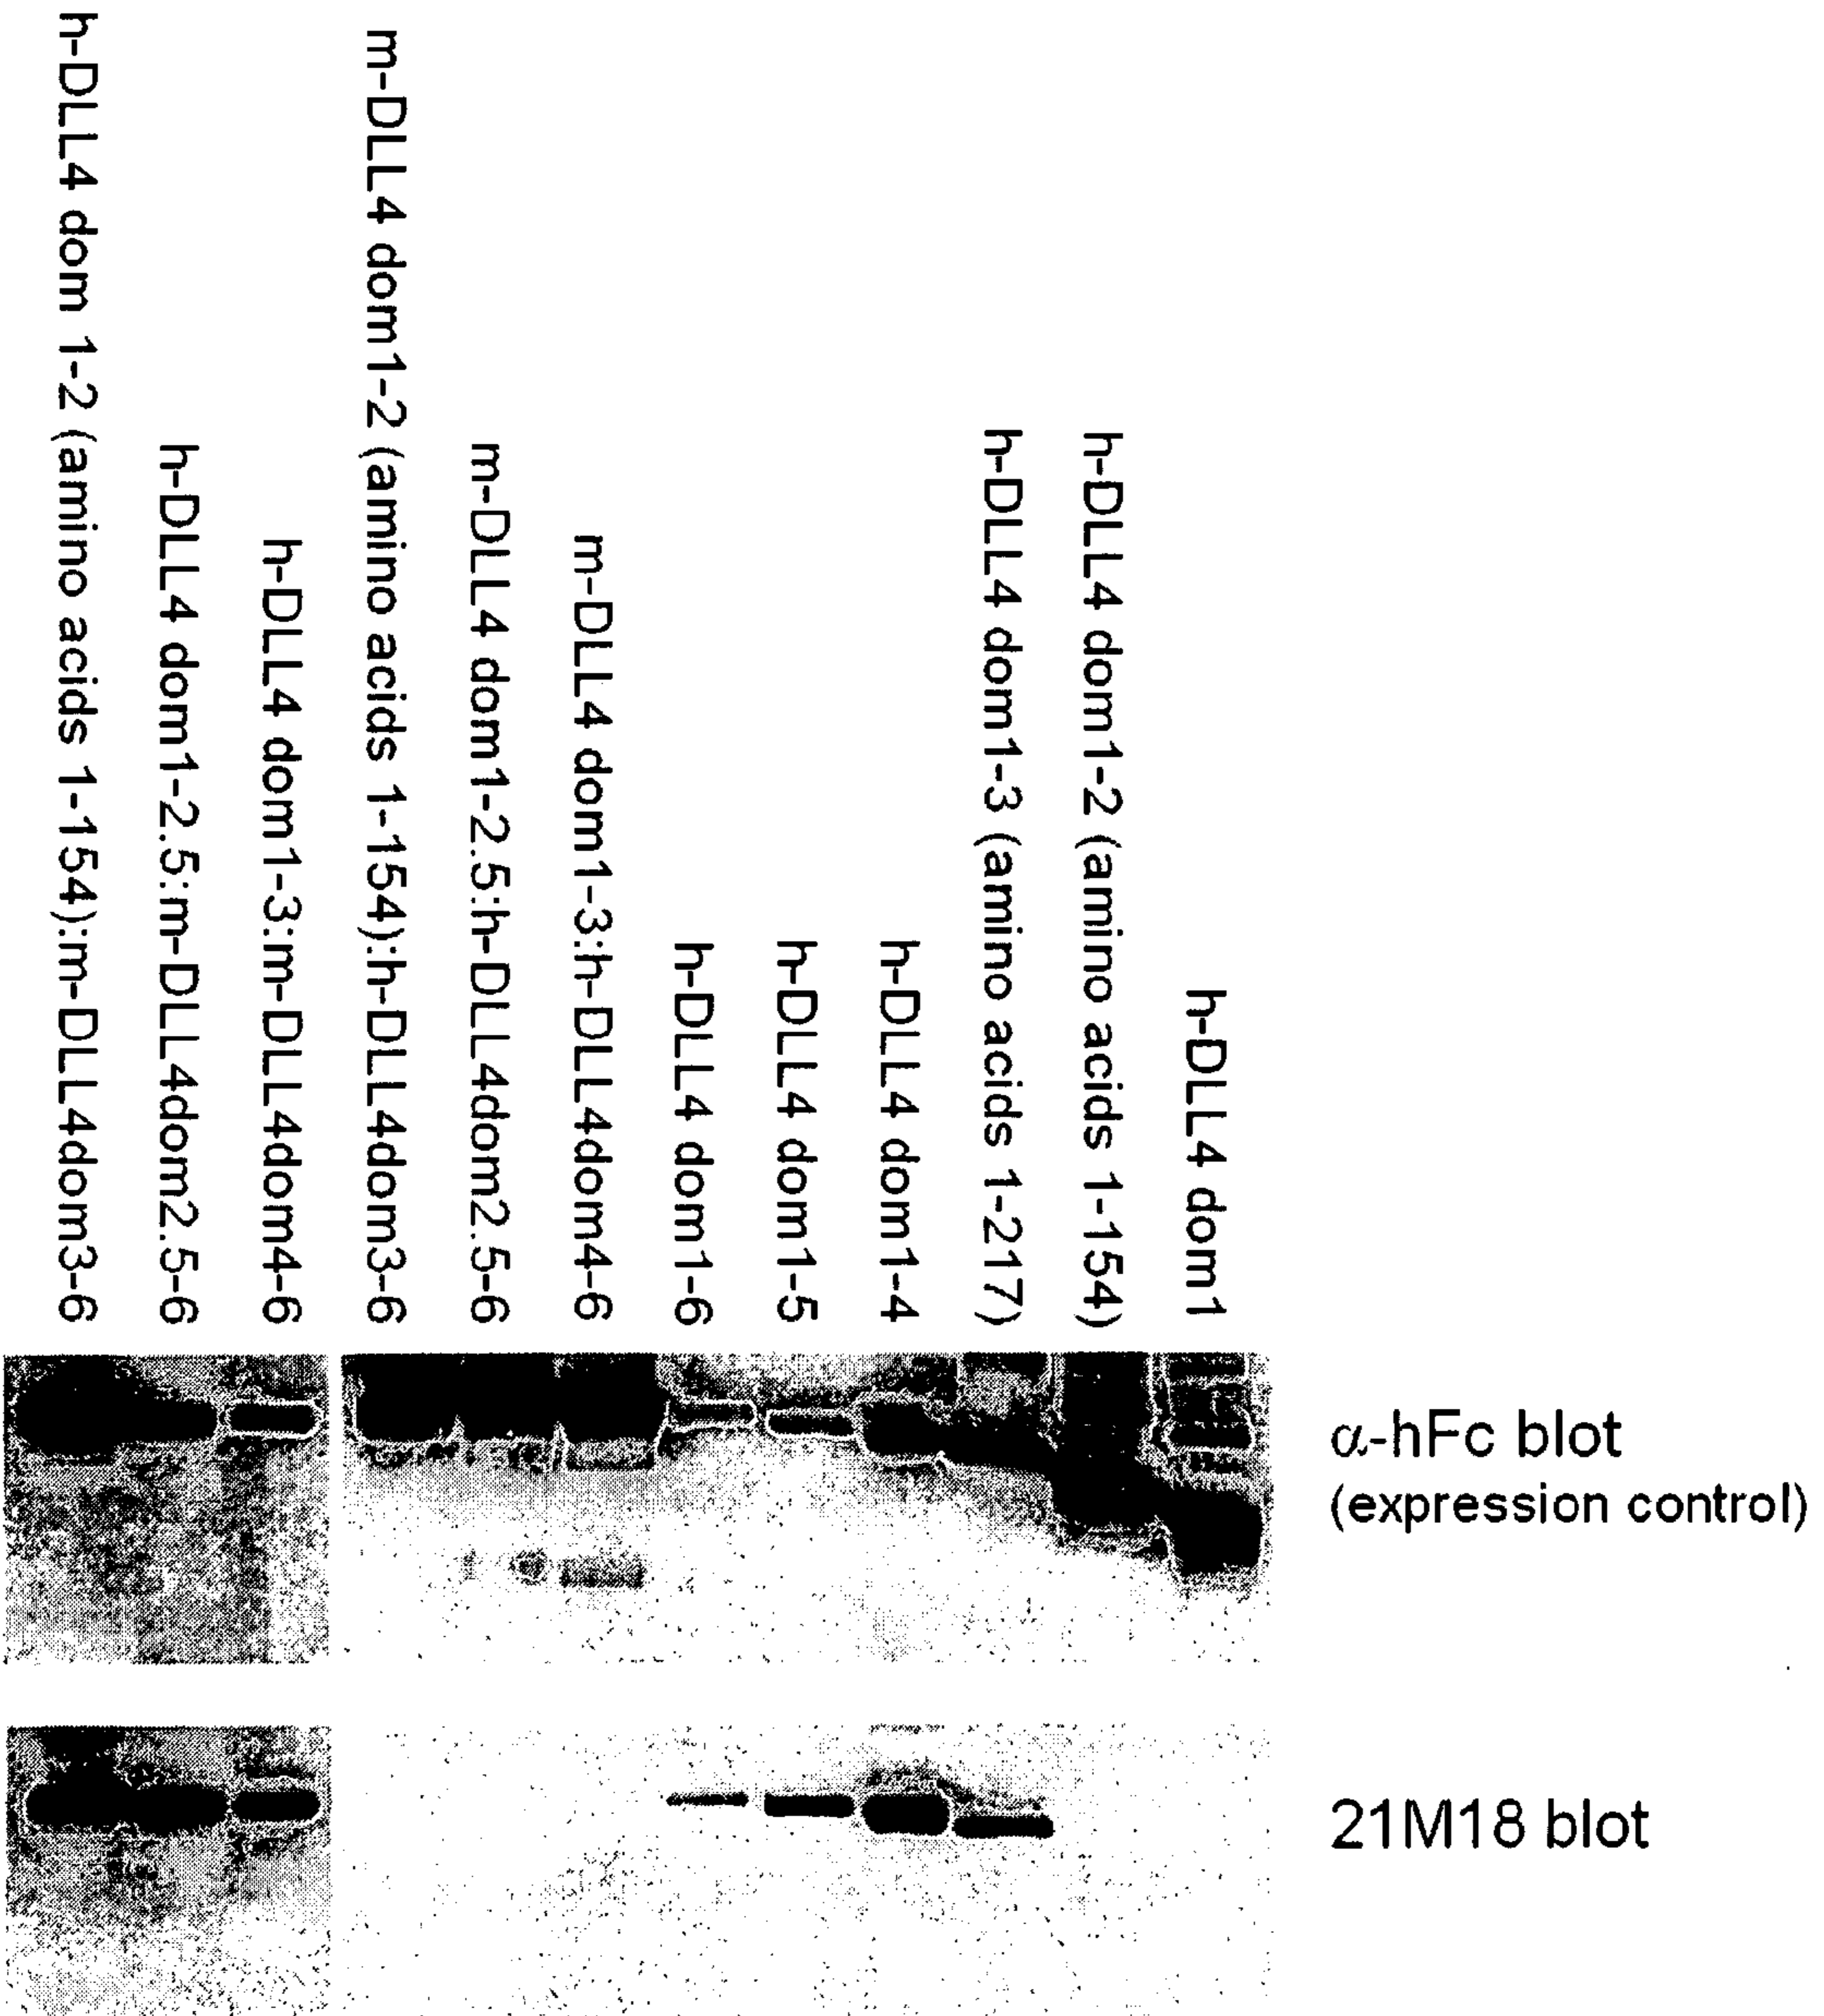 h-DLL4 dom 1-2 (amino acids 1-154):m-DLL4dom3-6
h-DLL4 dom1-2.5:m-DLL4dom2.5-6
h-DLL4 dom1-3:m-DLL4dom4-6
m-DLL4 dom1-2 (amino acids 1-154):h-DLL4dom3-6
m-DLL4 dom1-2.5:h-DLL4dom2.5-6
m-DLL4 dom1-3:h-DLL4dom4-6
h-DLL4 dom1-6
h-DLL4 dom1-5
h-DLL4 dom1-4
h-DLL4 dom1-3 (amino acids 1-217)
h-DLL4 dom1-2 (amino acids 1-154)
h-DLL4 dom1
α-hFc blot
(expression control)
21M18 blot